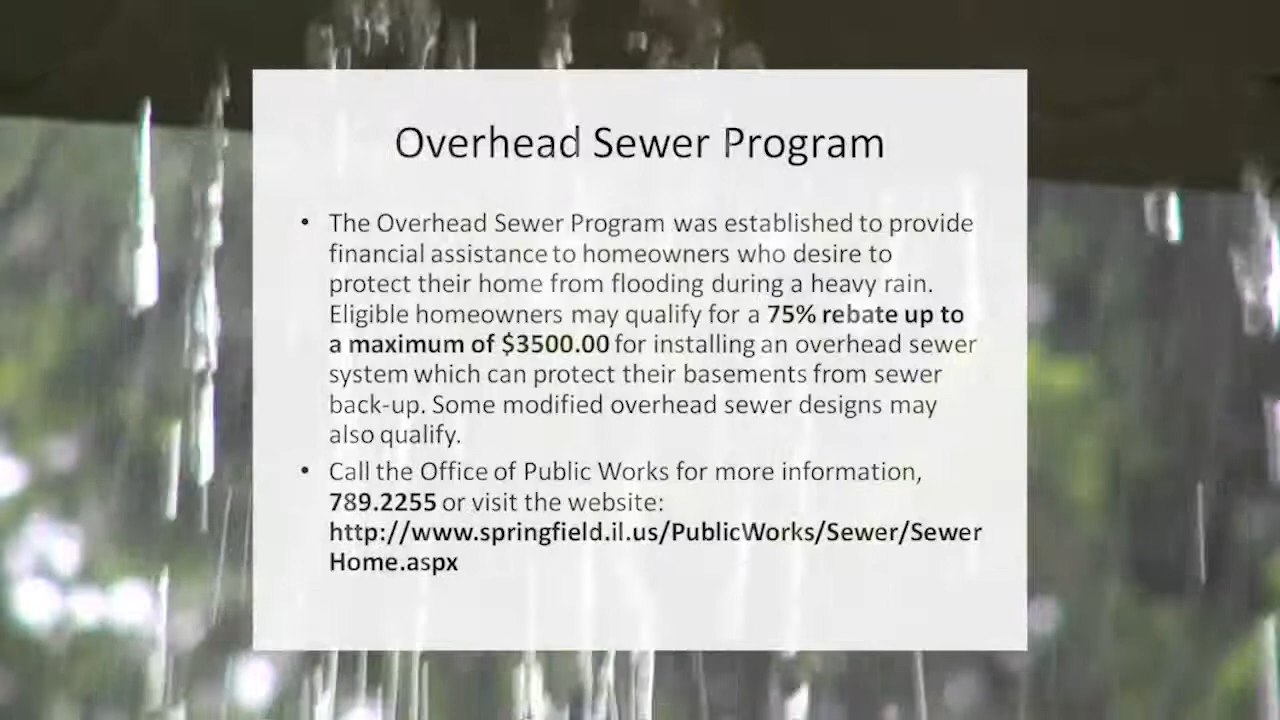 Overhead Sewer Program
• The Overhead Sewer Program was established to provide
financial assistance to homeowners who desire to
protect their home from flooding during a heavy rain.
Eligible homeowners may qualify for a 75% rebate up to
a maximum of $3500.00 for installing an overhead sewer
system which can protect their basements from sewer
back-up. Some modified overhead sewer designs may
also qualify.
• Call the Office of Public Works for more information,
789.2255 or visit the website:
http://www.springfield.il.us/PublicWorks/Sewer/Sewer
Home.aspx